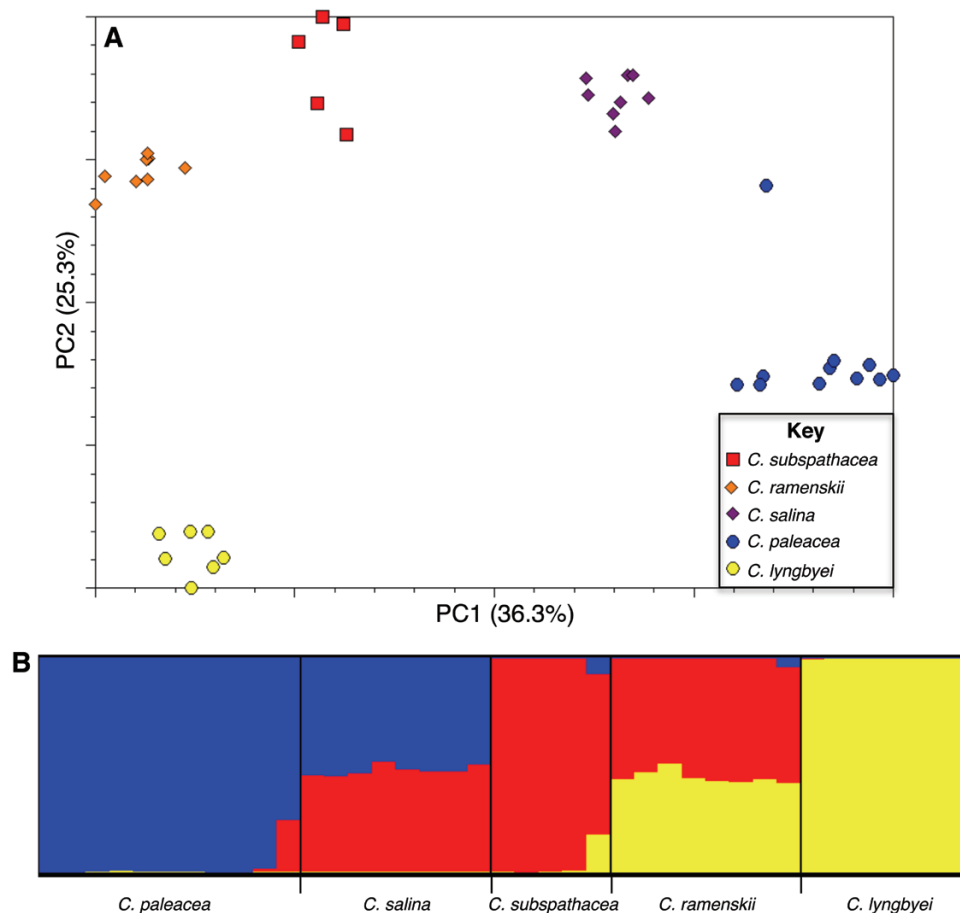 A
PC2 (25.3%)
Key
C. subspathacea
C. ramenskii
C. salina
C. paleacea
C. lyngbyei
PC1 (36.3%)
B
C. paleacea C. salina C. subspathacea C. ramenskii C. lyngbyei